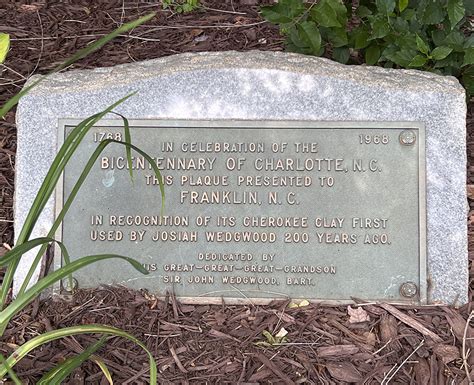 1768 1968
IN CELEBRATION OF THE
BICENTENNARY OF CHARLOTTE, N.C.
THIS PLAQUE PRESENTED TO
FRANKLIN, N.C.
IN RECOGNITION OF ITS CHEROKEE CLAY FIRST
USED BY JOSIAH WEDGWOOD 200 YEARS AGO.
DEDICATED BY
HIS GREAT-GREAT-GREAT-GRANDSON
SIR JOHN WEDGWOOD, BART.